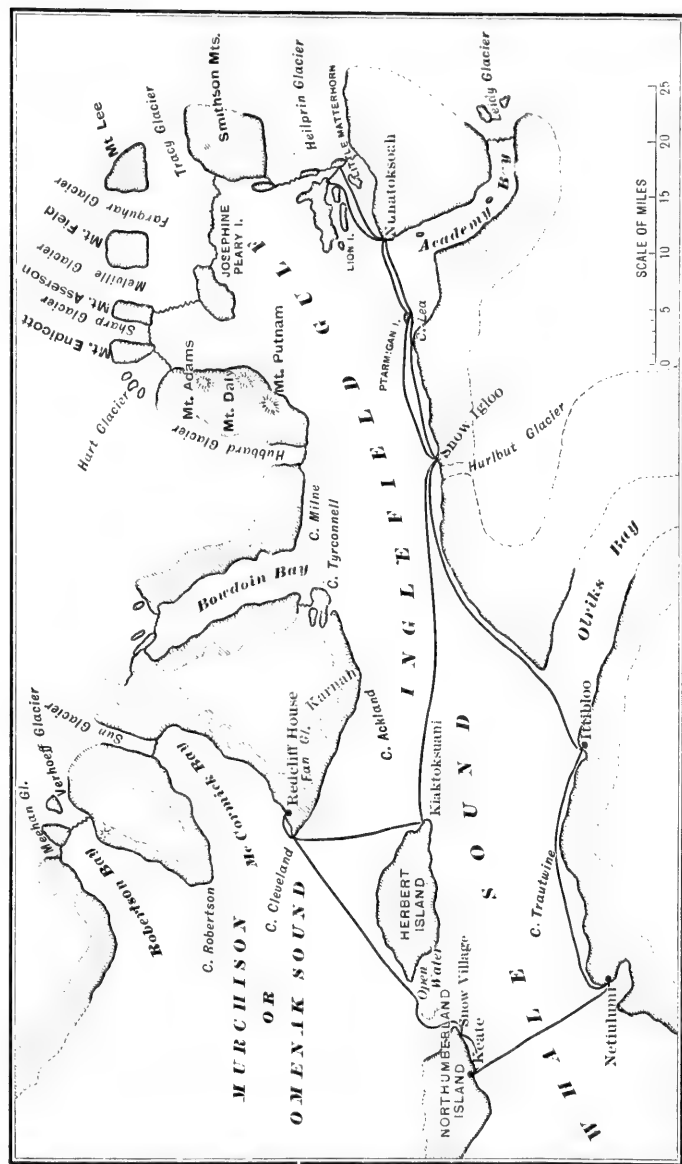 Meehan Gl.
Verhoeff Glacier
Sun Glacier
Robertson Bay
C. Robertson
Mc Cormick Bay
MURCHISON
OR
OMENAK SOUND
C. Cleveland
Redcliff House
Fan Gl.
Karnah
C. Ackland
Bowdoin Bay
C. Tyrconnell
C. Milne
Hubbard Glacier
Hart Glacier
Mt. Adams
Mt. Daly
Mt. Putnam
Mt. Endicott
Sharp Glacier
Mt. Asserson
Melville Glacier
Mt. Field
Farquhar Glacier
Mt Lee
Tracy Glacier
JOSEPHINE
PEARY I.
Smithson Mts.
Heilprin Glacier
LITTLE MATTERHORN
LION I.
Nunatoksoah
INGLEFIELD GULF
PTARMIGAN I.
C. Lea
Academy Bay
Leidy Glacier
Snow Igloo
Hurlbut Glacier
Olriks Bay
Ittibloo
Kiaktoksuani
HERBERT
ISLAND
Open
Water
Snow Village
Keate
NORTHUMBERLAND
ISLAND
C. Trautwine
Netiulumi
WHALE SOUND
0 5 10 15 20 25
SCALE OF MILES